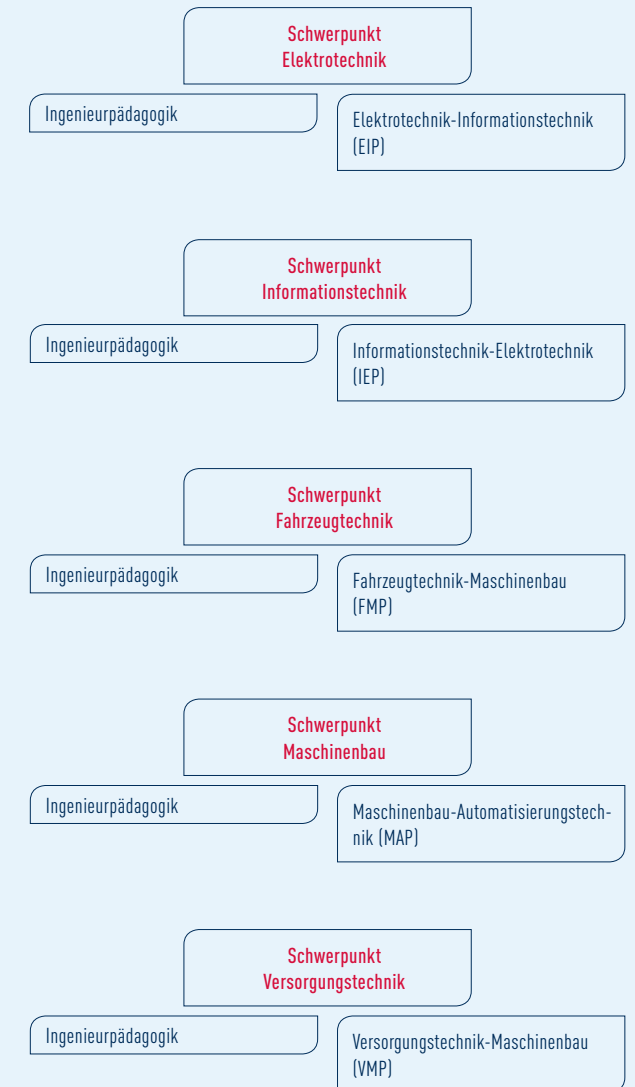 Schwerpunkt
Elektrotechnik
Ingenieurpädagogik
Elektrotechnik-Informationstechnik
(EIP)
Schwerpunkt
Informationstechnik
Ingenieurpädagogik
Informationstechnik-Elektrotechnik
(IEP)
Schwerpunkt
Fahrzeugtechnik
Ingenieurpädagogik
Fahrzeugtechnik-Maschinenbau
(FMP)
Schwerpunkt
Maschinenbau
Ingenieurpädagogik
Maschinenbau-Automatisierungstech-
nik (MAP)
Schwerpunkt
Versorgungstechnik
Ingenieurpädagogik
Versorgungstechnik-Maschinenbau
(VMP)